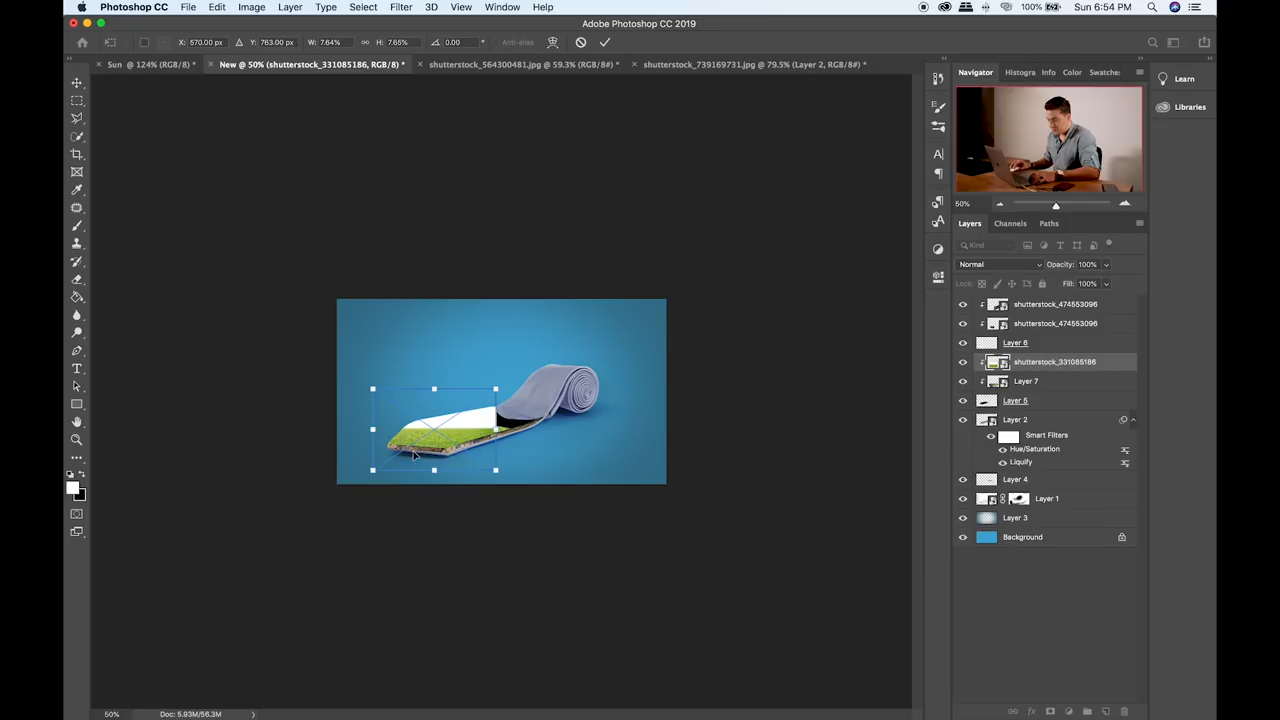 Photoshop CC File Edit Image Layer Type Select Filter 3D View Window Help 100% Sun 6:54 PM
Adobe Photoshop CC 2019
X: 570.00 px Y: 763.00 px W: 7.64% H: 7.65% 0.00 Anti-alias
Sun @ 124% (RGB/8) * New @ 50% (shutterstock_331085186, RGB/8) * shutterstock_564300481.jpg @ 59.3% (RGB/8#) * shutterstock_739169731.jpg @ 79.5% (Layer 2, RGB/8#) *
Navigator Histogra Info Color Swatches
Learn
Libraries
50%
Layers Channels Paths
Kind
Normal Opacity: 100%
Lock: Fill: 100%
shutterstock_474553096
shutterstock_474553096
Layer 6
shutterstock_331085186
Layer 7
Layer 5
Layer 2
Smart Filters
Hue/Saturation
Liquify
Layer 4
Layer 1
Layer 3
Background
50% Doc: 5.93M/56.3M